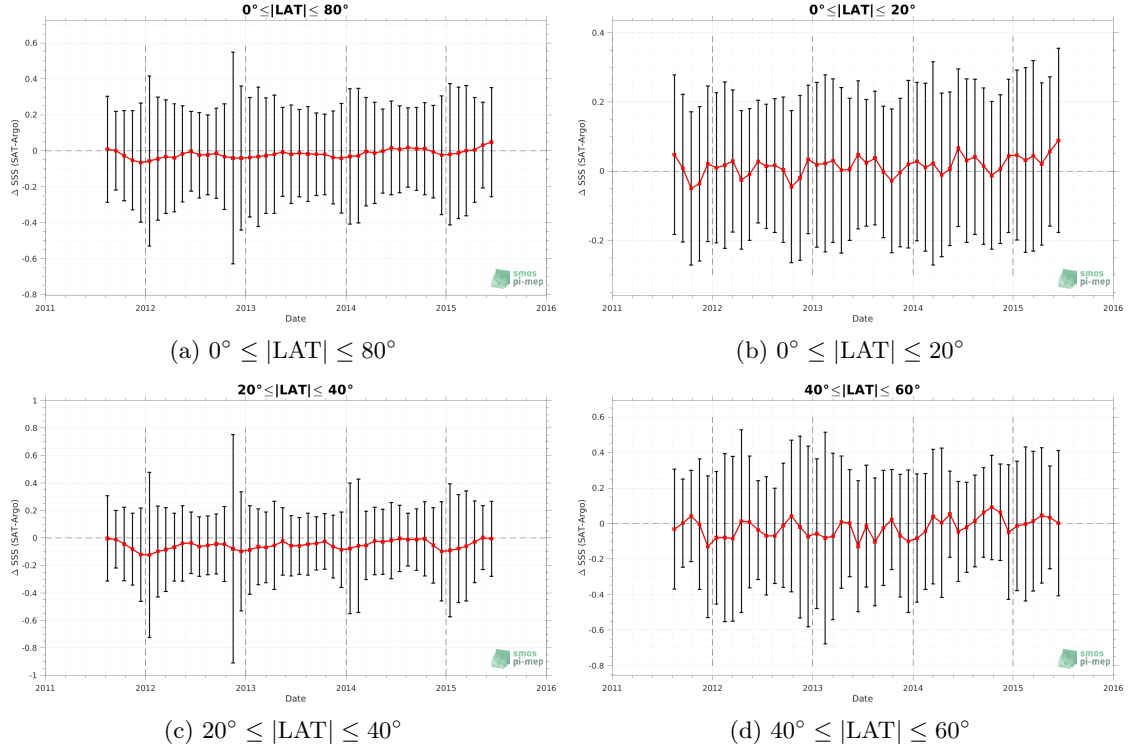 0°≤|LAT|≤ 80°
Δ SSS (SAT-Argo)
0.6
0.4
0.2
0
-0.2
-0.4
-0.6
-0.8
2011
2012
2013
2014
2015
2016
Date
smos
pi-mep
(a) 0° ≤ |LAT| ≤ 80°
0°≤|LAT|≤ 20°
Δ SSS (SAT-Argo)
0.4
0.2
0
-0.2
2011
2012
2013
2014
2015
2016
Date
smos
pi-mep
(b) 0° ≤ |LAT| ≤ 20°
20°≤|LAT|≤ 40°
Δ SSS (SAT-Argo)
1
0.8
0.6
0.4
0.2
0
-0.2
-0.4
-0.6
-0.8
-1
2011
2012
2013
2014
2015
2016
Date
smos
pi-mep
(c) 20° ≤ |LAT| ≤ 40°
40°≤|LAT|≤ 60°
Δ SSS (SAT-Argo)
0.6
0.4
0.2
0
-0.2
-0.4
-0.6
-0.8
2011
2012
2013
2014
2015
2016
Date
smos
pi-mep
(d) 40° ≤ |LAT| ≤ 60°